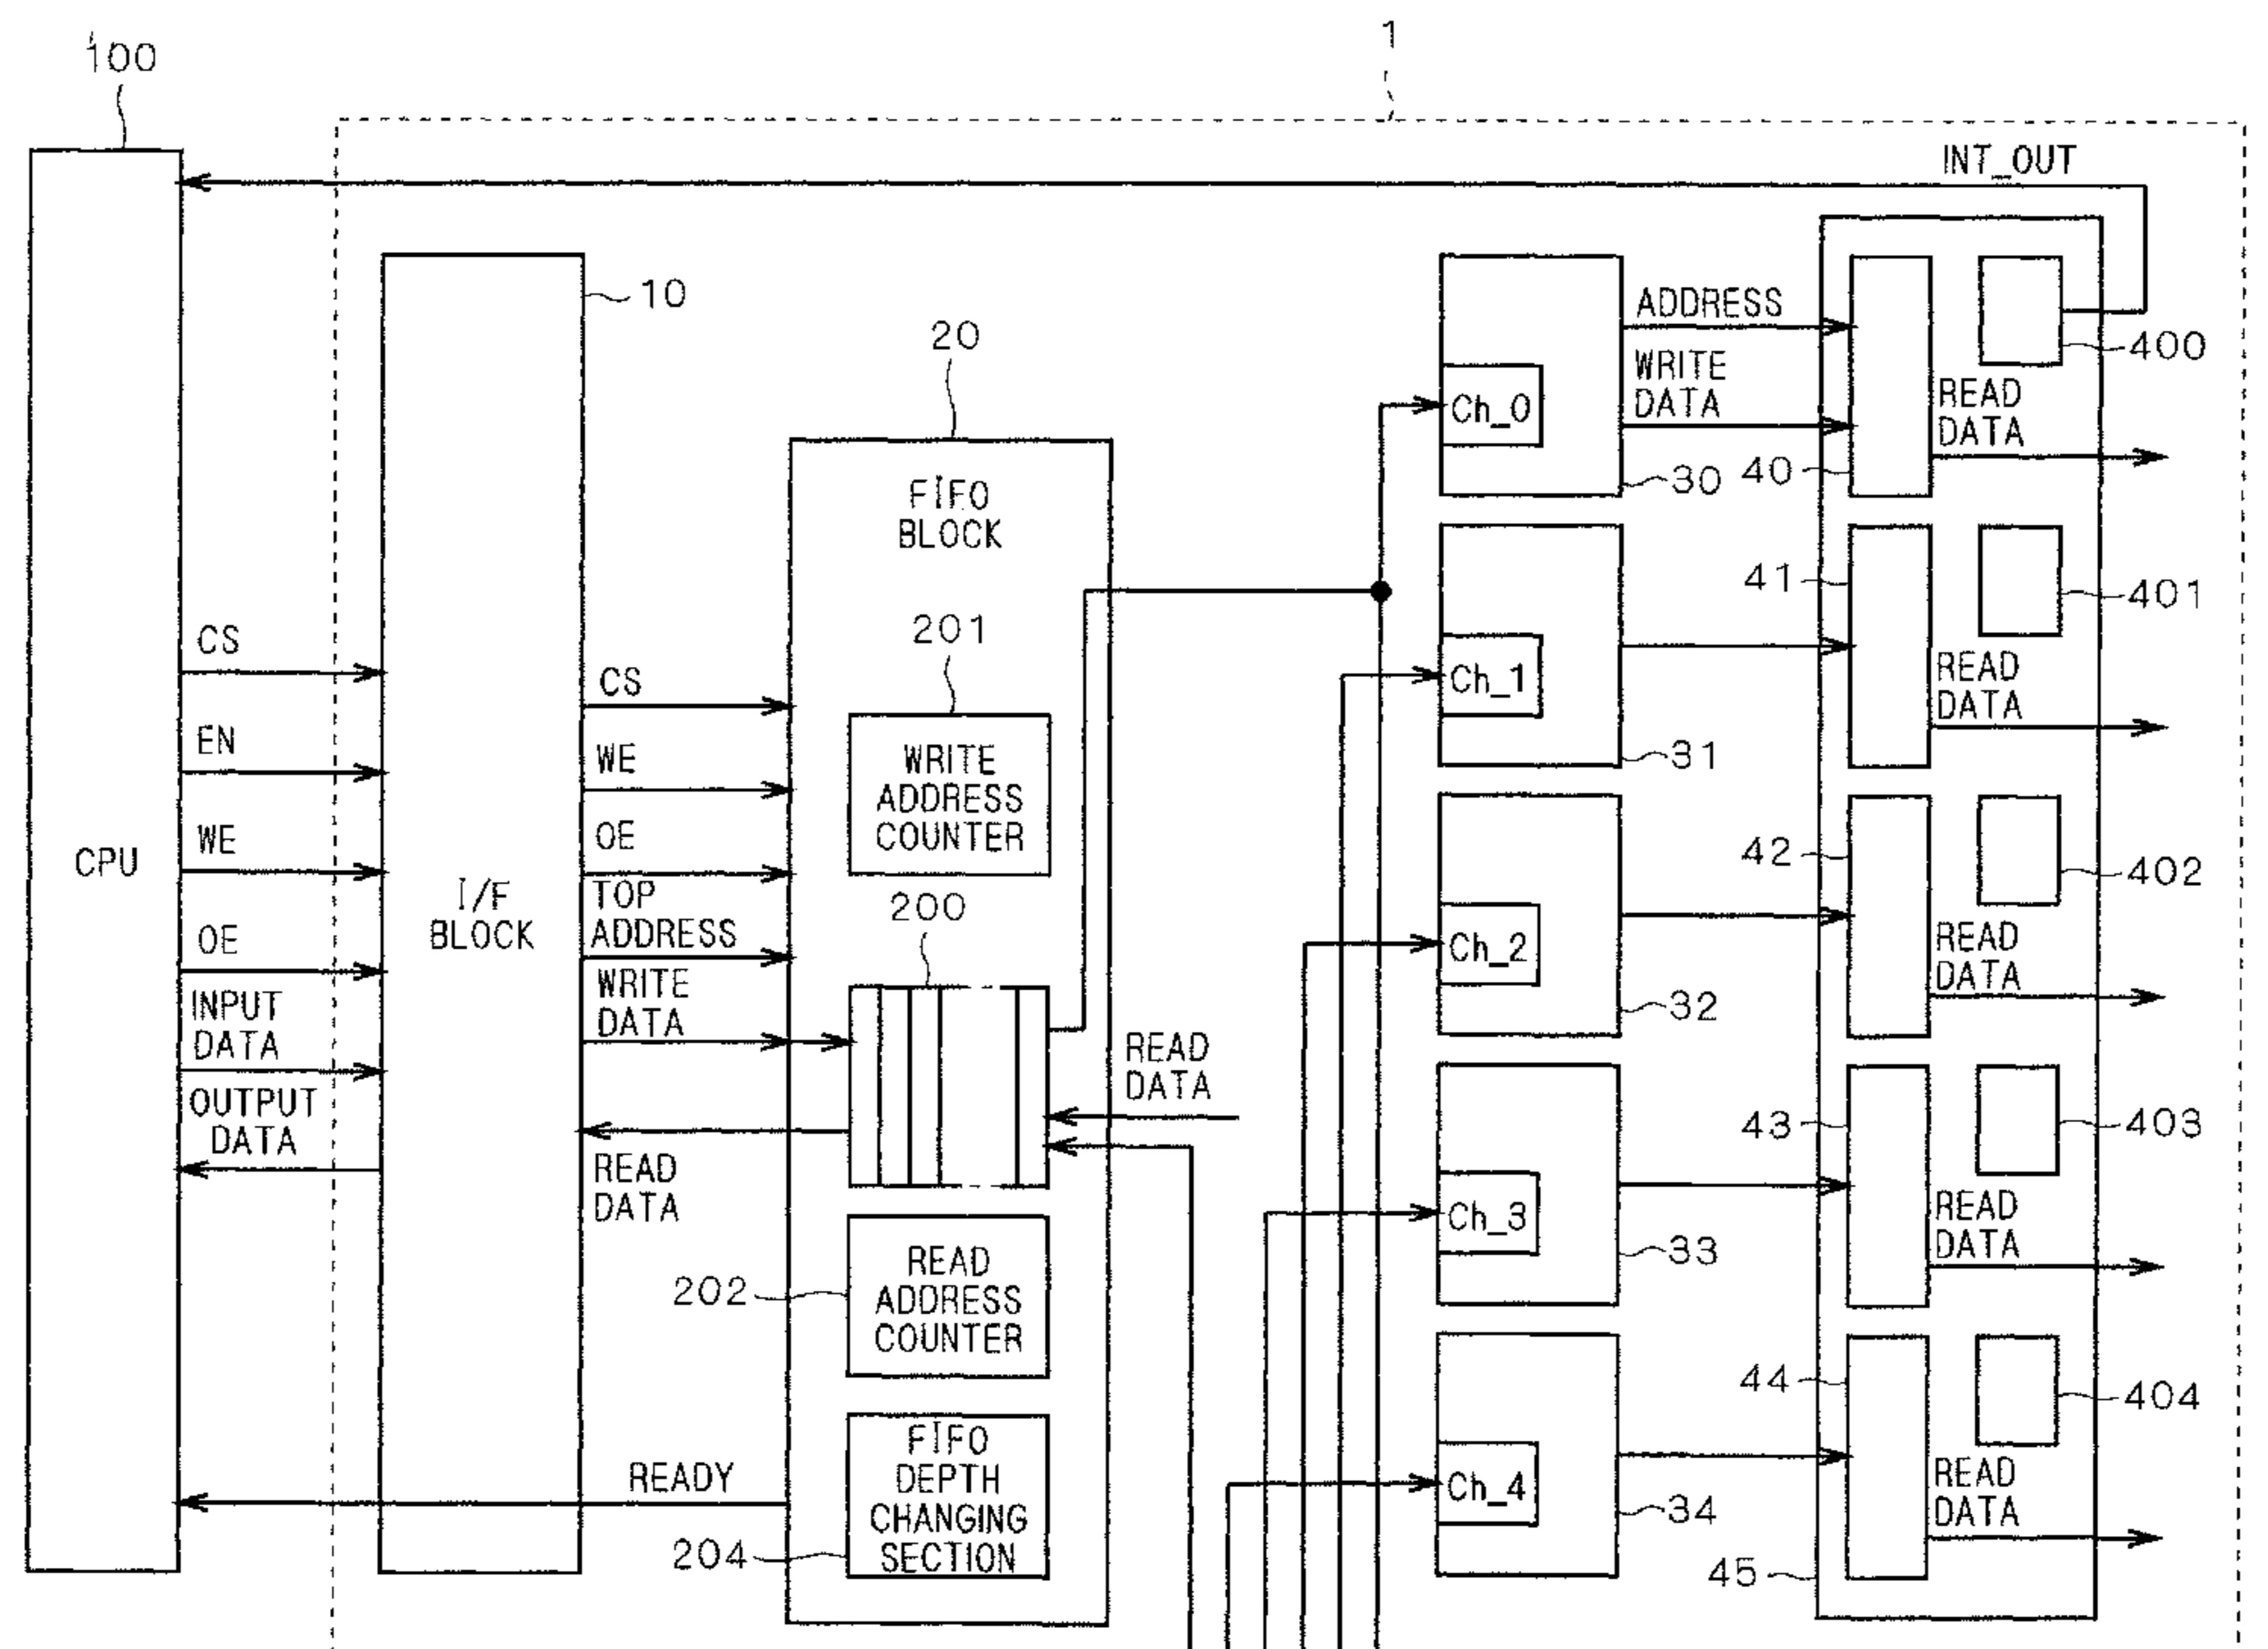 100
1
INT_OUT
10
20
FIFO
BLOCK
201
WRITE
ADDRESS
COUNTER
200
202
READ
ADDRESS
COUNTER
204
FIFO
DEPTH
CHANGING
SECTION
CPU
CS
EN
WE
OE
INPUT
DATA
OUTPUT
DATA
I/F
BLOCK
CS
WE
OE
TOP
ADDRESS
WRITE
DATA
READ
DATA
READY
READ
DATA
Ch_0
30
ADDRESS
WRITE
DATA
40
400
READ
DATA
Ch_1
31
41
401
READ
DATA
Ch_2
32
42
402
READ
DATA
Ch_3
33
43
403
READ
DATA
Ch_4
34
44
404
READ
DATA
45